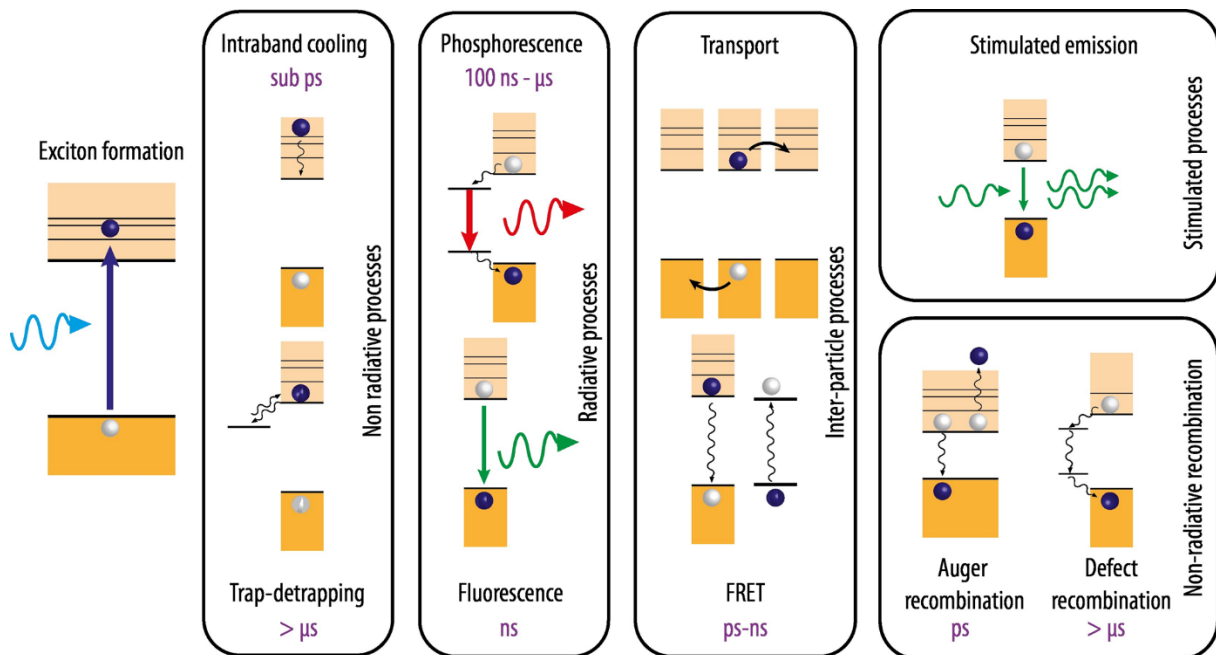 Exciton formation
Intraband cooling
sub ps
Trap-detrapping
> μs
Non radiative processes
Phosphorescence
100 ns - μs
Fluorescence
ns
Radiative processes
Transport
FRET
ps-ns
Inter-particle processes
Stimulated emission
Stimulated processes
Auger
recombination
ps
Defect
recombination
> μs
Non-radiative recombination